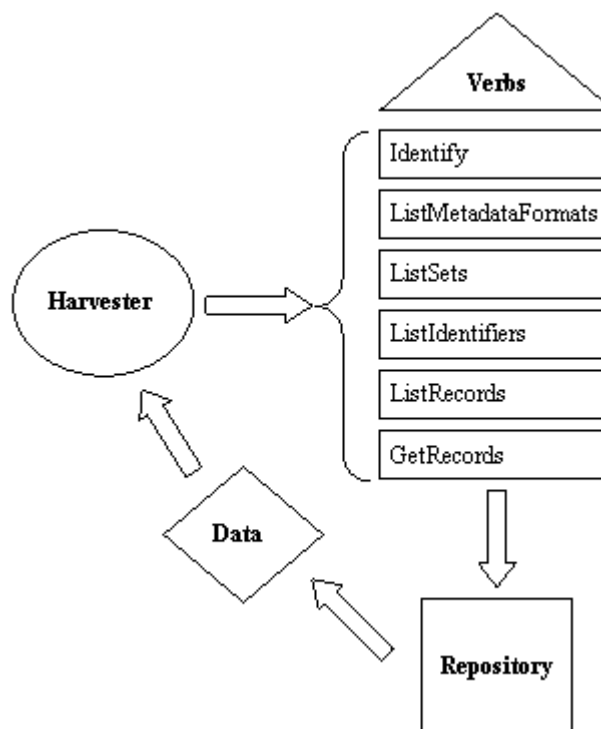 Verbs
Identify
ListMetadataFormats
ListSets
ListIdentifiers
ListRecords
GetRecords
Harvester
Data
Repository